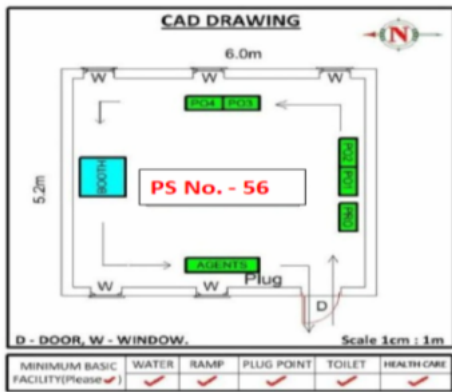 CAD DRAWING
N
6.0m
W W W
PO4 PO3
5.2m
BOOTH
PS No. - 56
PO2
PO1
PRO
AGENTS
Plug
W W
D
D - DOOR, W - WINDOW. Scale 1cm : 1m
MINIMUM BASIC WATER RAMP PLUG POINT TOILET HEALTH CARE
FACILITY(Please ✓)